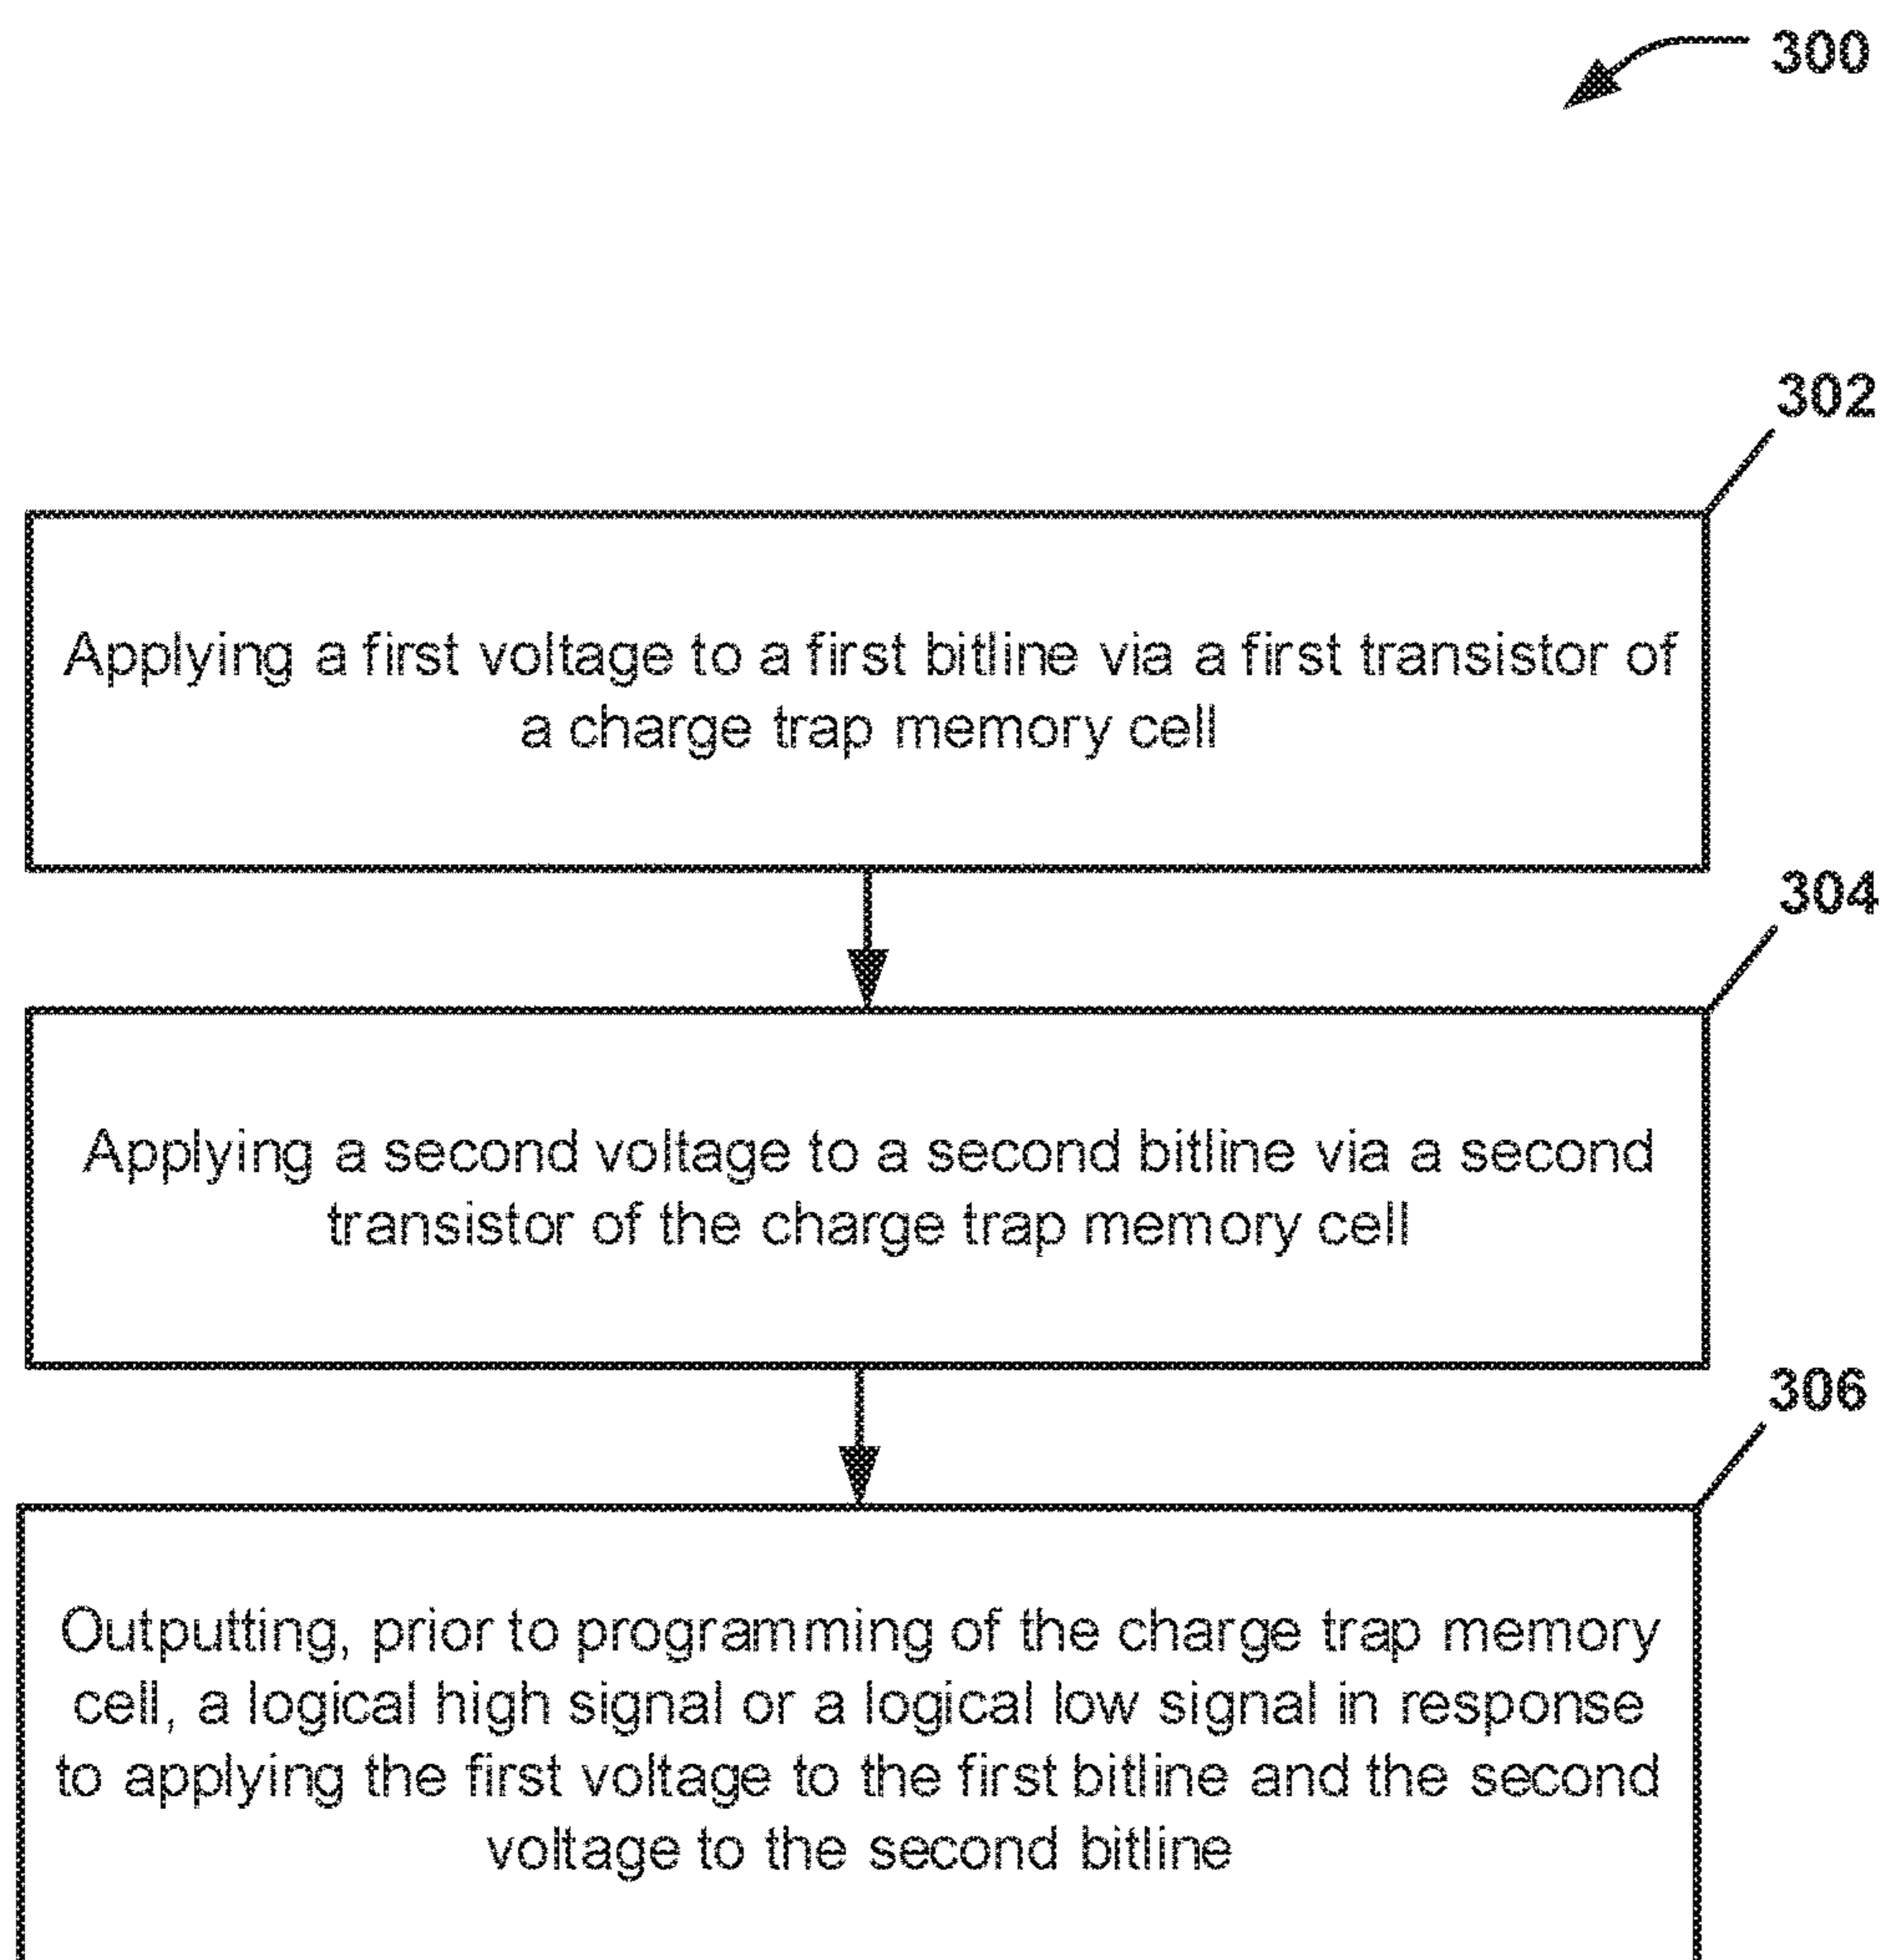 300
302
Applying a first voltage to a first bitline via a first transistor of
a charge trap memory cell
304
Applying a second voltage to a second bitline via a second
transistor of the charge trap memory cell
306
Outputting, prior to programming of the charge trap memory
cell, a logical high signal or a logical low signal in response
to applying the first voltage to the first bitline and the second
voltage to the second bitline